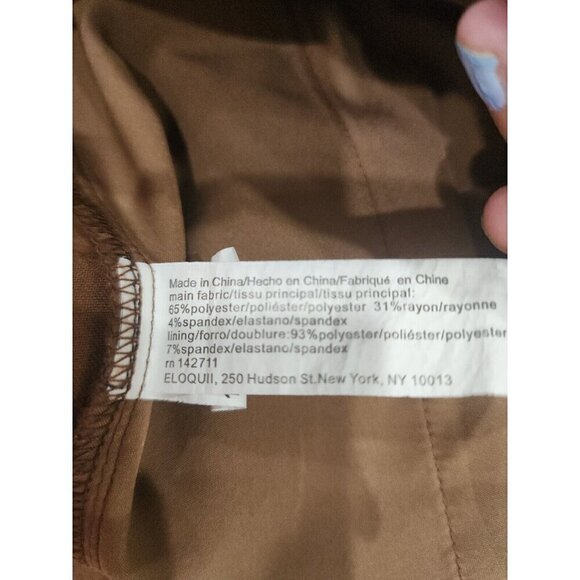 Made in China/Hecho en China/Fabriqué en Chine
main fabric/tissu principal/tissu principal:
65%polyester/poliéster/polyester 31%rayon/rayonne
4%spandex/elastano/spandex
lining/forro/doublure:93%polyester/poliéster/polyester
7%spandex/elastano/spandex
rn 142711
ELOQUII, 250 Hudson St.New York, NY 10013